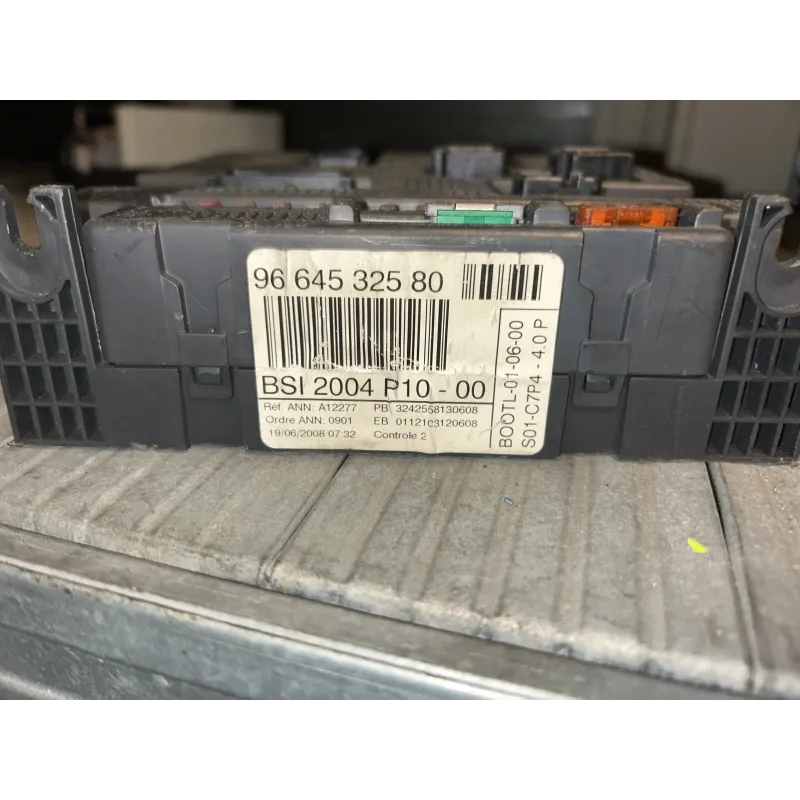 96 645 325 80
BSI 2004 P10 - 00
Réf. ANN: A12277 PB 3242558130608
Ordre ANN: 0901 EB 0112103120608
19/06/2008 07:32 Controle 2
BOOTL-01-06-00
S01-C7P4 - 4.0 P